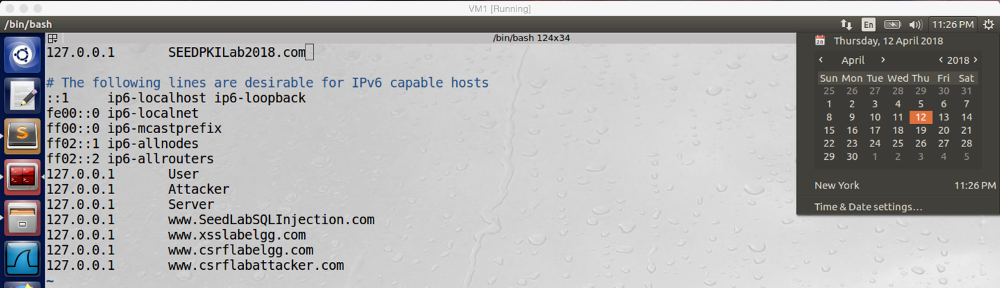 VM1 [Running]
/bin/bash
En
11:26 PM
/bin/bash 124x34
127.0.0.1 SEEDPKILab2018.com
# The following lines are desirable for IPv6 capable hosts
::1 ip6-localhost ip6-loopback
fe00::0 ip6-localnet
ff00::0 ip6-mcastprefix
ff02::1 ip6-allnodes
ff02::2 ip6-allrouters
127.0.0.1 User
127.0.0.1 Attacker
127.0.0.1 Server
127.0.0.1 www.SeedLabSQLInjection.com
127.0.0.1 www.xsslabelgg.com
127.0.0.1 www.csrflabelgg.com
127.0.0.1 www.csrflabattacker.com
~
28
Thursday, 12 April 2018
< April > < 2018 >
Sun Mon Tue Wed Thu Fri Sat
25 26 27 28 29 30 31
1 2 3 4 5 6 7
8 9 10 11 12 13 14
15 16 17 18 19 20 21
22 23 24 25 26 27 28
29 30 1 2 3 4 5
New York 11:26 PM
Time & Date settings...
S